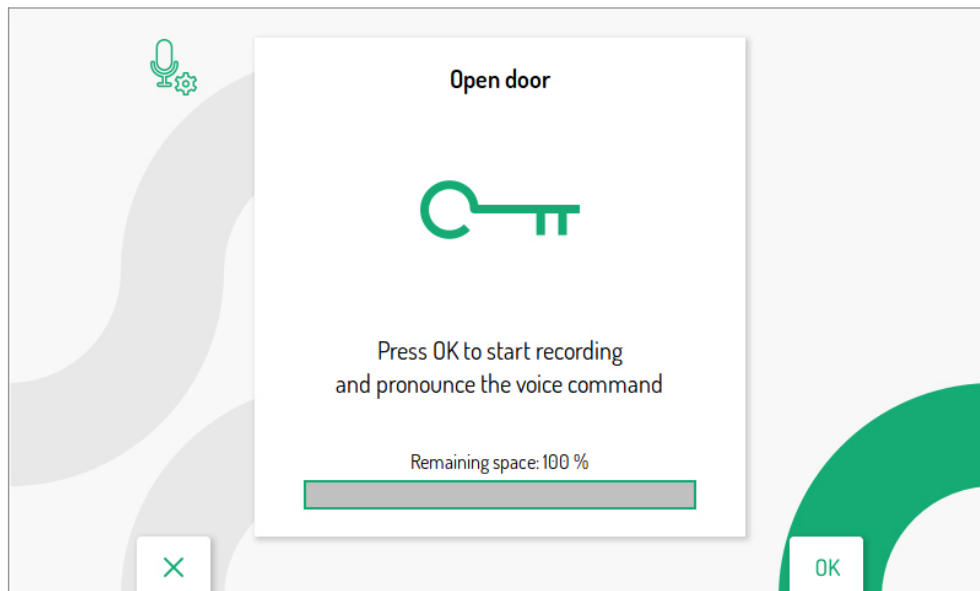 Open door
Press OK to start recording
and pronounce the voice command
Remaining space: 100 %
OK